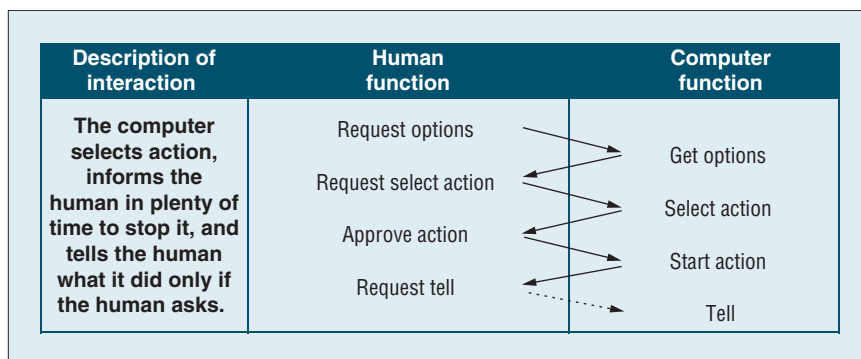 Description of
interaction
Human
function
Computer
function
The computer
selects action,
informs the
human in plenty of
time to stop it, and
tells the human
what it did only if
the human asks.
Request options
Get options
Request select action
Select action
Approve action
Start action
Request tell
Tell